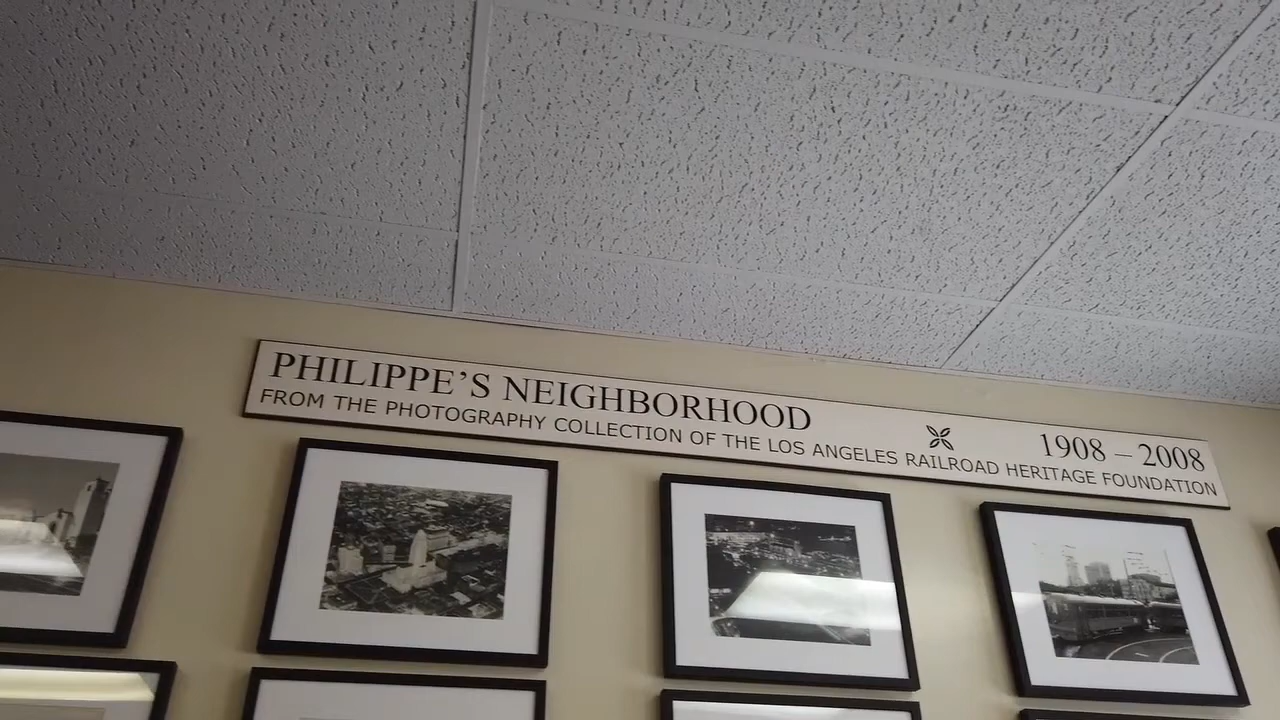 PHILIPPE'S NEIGHBORHOOD 1908 – 2008
FROM THE PHOTOGRAPHY COLLECTION OF THE LOS ANGELES RAILROAD HERITAGE FOUNDATION